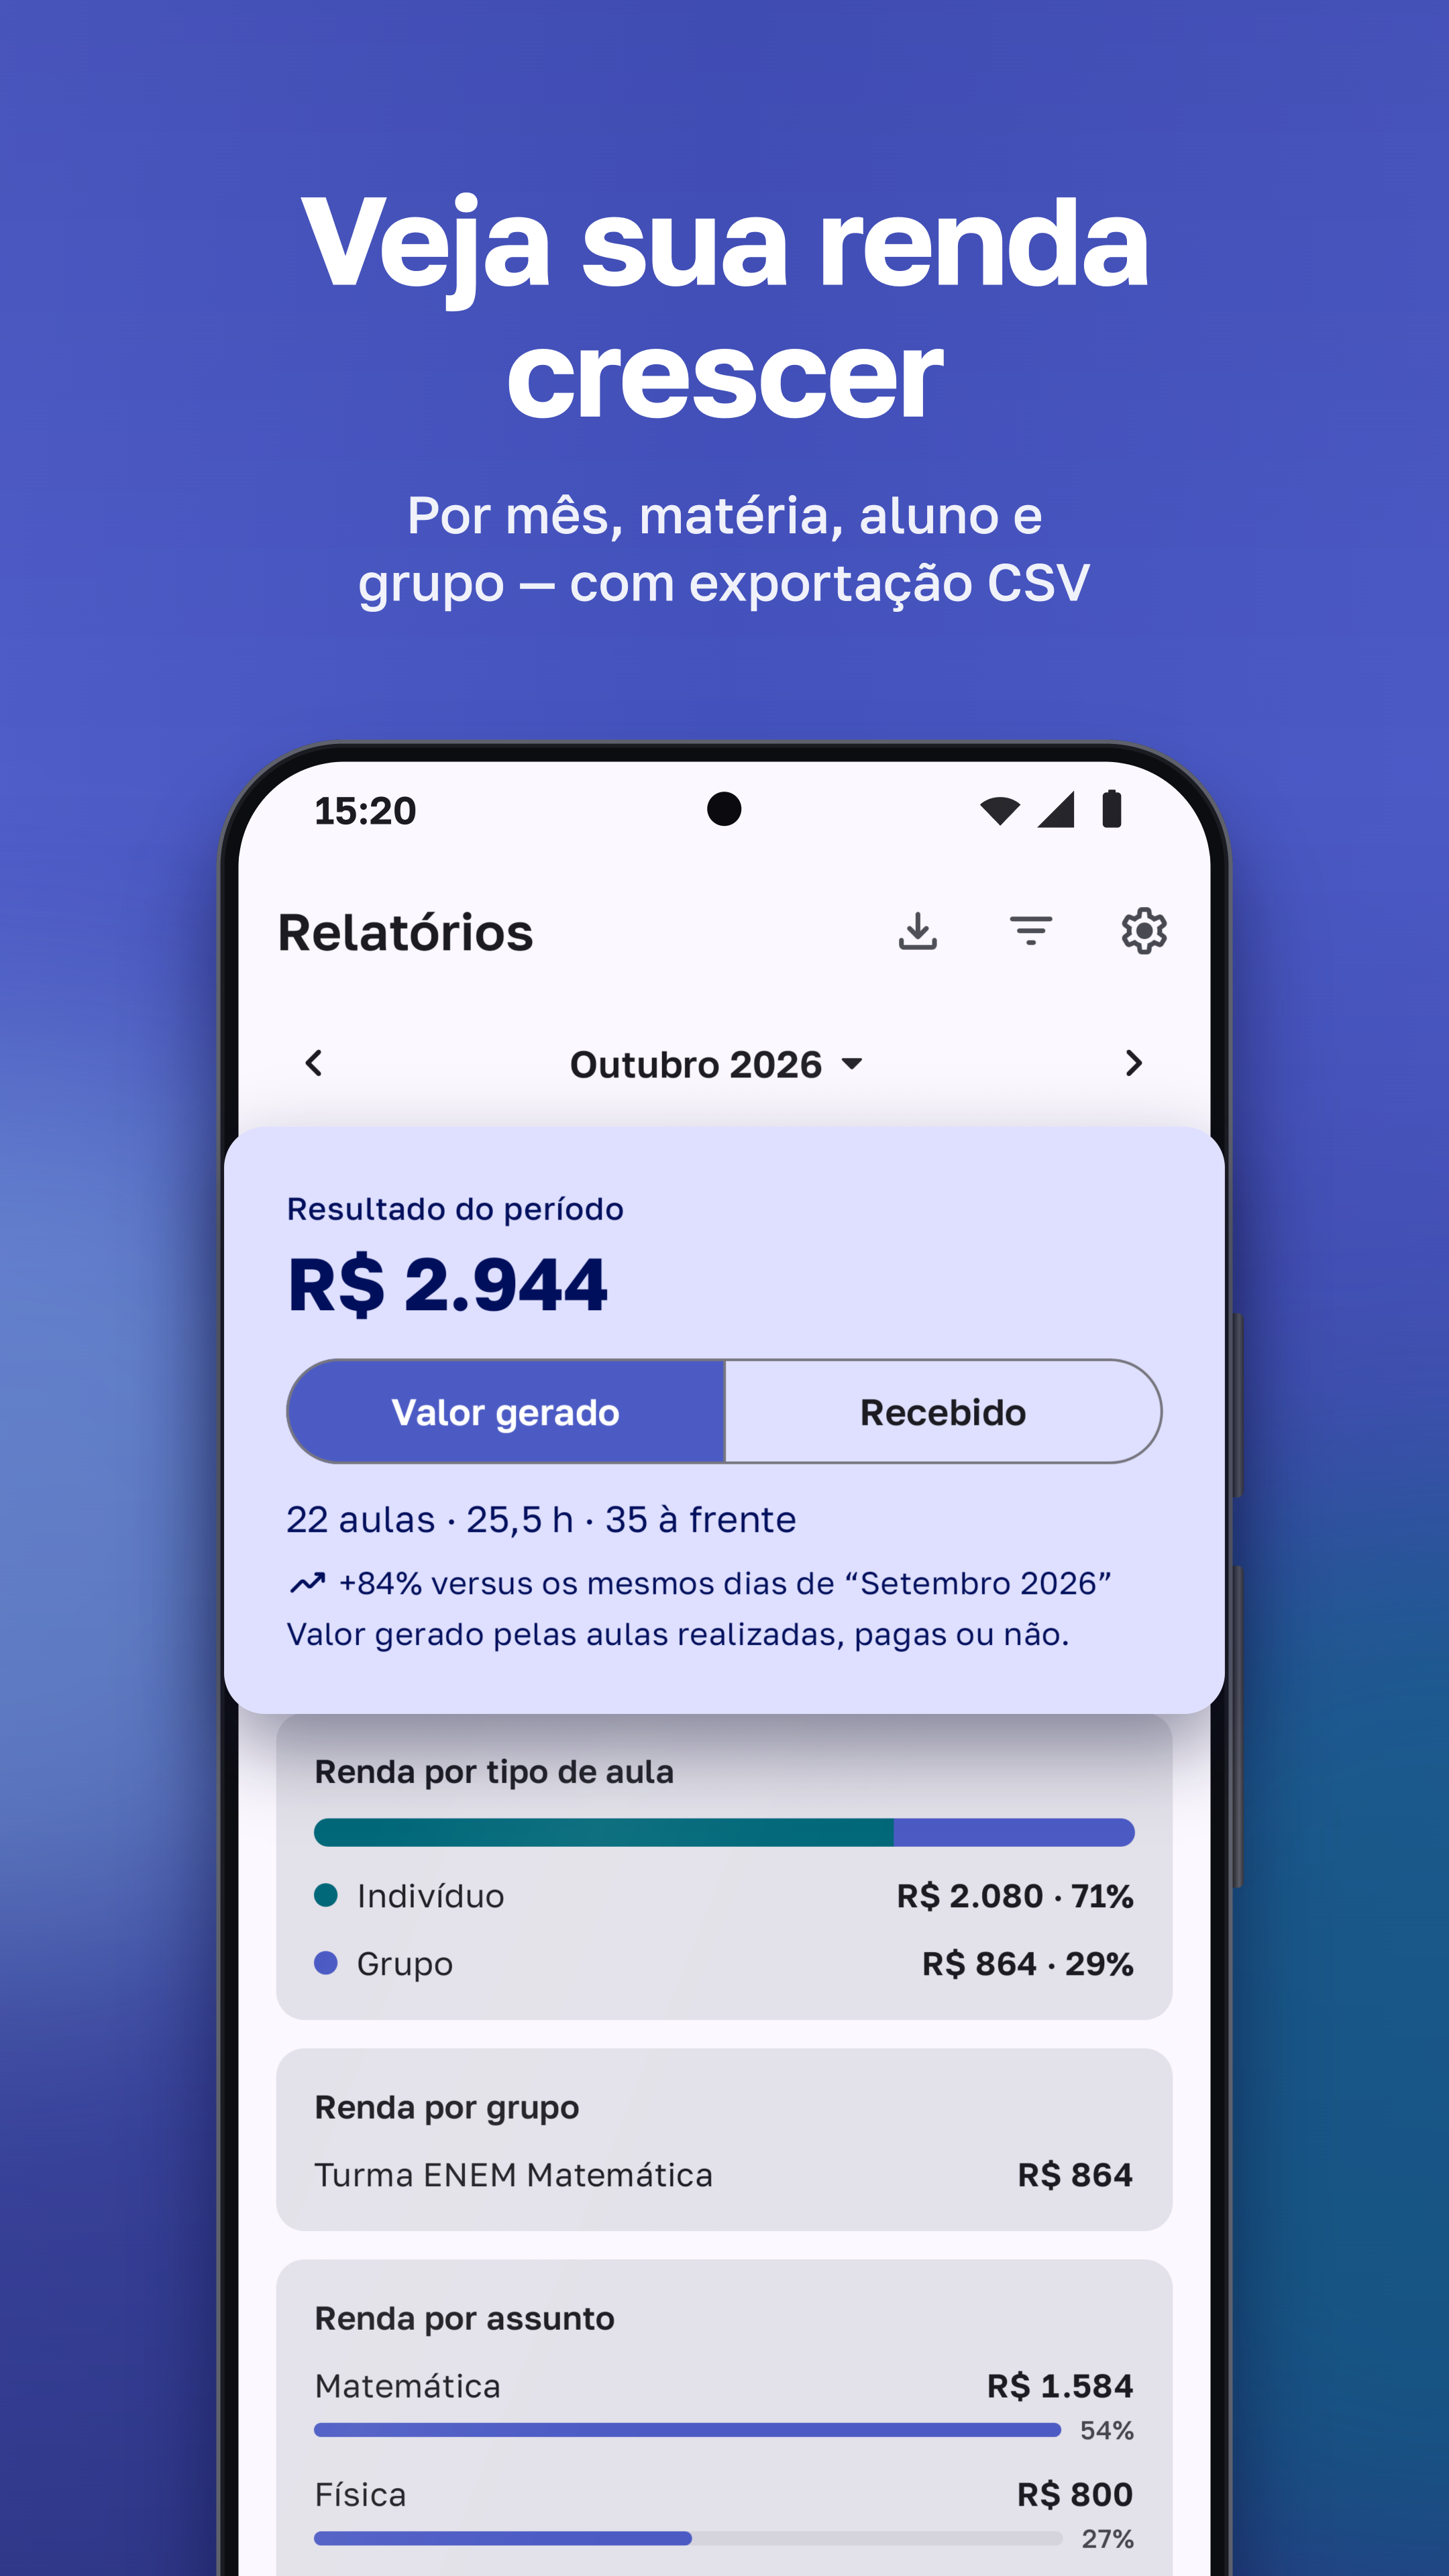 Veja sua renda
crescer
Por mês, matéria, aluno e
grupo — com exportação CSV
15:20
Relatórios
Outubro 2026
Resultado do período
R$ 2.944
Valor gerado
Recebido
22 aulas · 25,5 h · 35 à frente
+84% versus os mesmos dias de “Setembro 2026”
Valor gerado pelas aulas realizadas, pagas ou não.
Renda por tipo de aula
Indivíduo R$ 2.080 · 71%
Grupo R$ 864 · 29%
Renda por grupo
Turma ENEM Matemática R$ 864
Renda por assunto
Matemática R$ 1.584
54%
Física R$ 800
27%